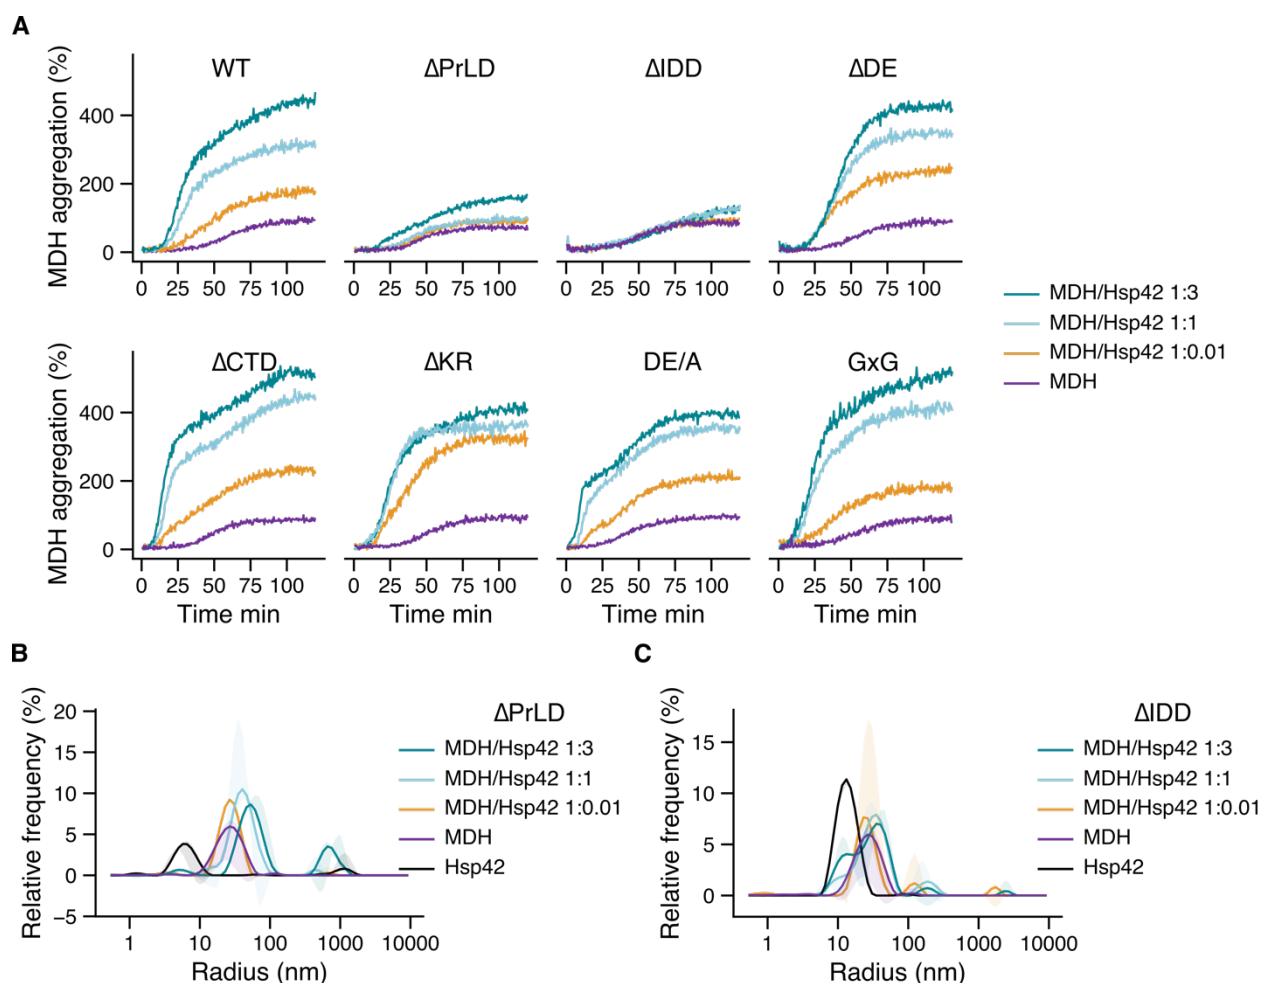 A
WT
ΔPrLD
ΔIDD
ΔDE
MDH aggregation (%)
400
200
0
0 25 50 75 100
0 25 50 75 100
0 25 50 75 100
0 25 50 75 100
MDH/Hsp42 1:3
MDH/Hsp42 1:1
MDH/Hsp42 1:0.01
MDH
ΔCTD
ΔKR
DE/A
GxG
MDH aggregation (%)
400
200
0
0 25 50 75 100
0 25 50 75 100
0 25 50 75 100
0 25 50 75 100
Time min
Time min
Time min
Time min
B
ΔPrLD
Relative frequency (%)
20
15
10
5
0
−5
1 10 100 1000 10000
Radius (nm)
MDH/Hsp42 1:3
MDH/Hsp42 1:1
MDH/Hsp42 1:0.01
MDH
Hsp42
C
ΔIDD
Relative frequency (%)
15
10
5
0
1 10 100 1000 10000
Radius (nm)
MDH/Hsp42 1:3
MDH/Hsp42 1:1
MDH/Hsp42 1:0.01
MDH
Hsp42